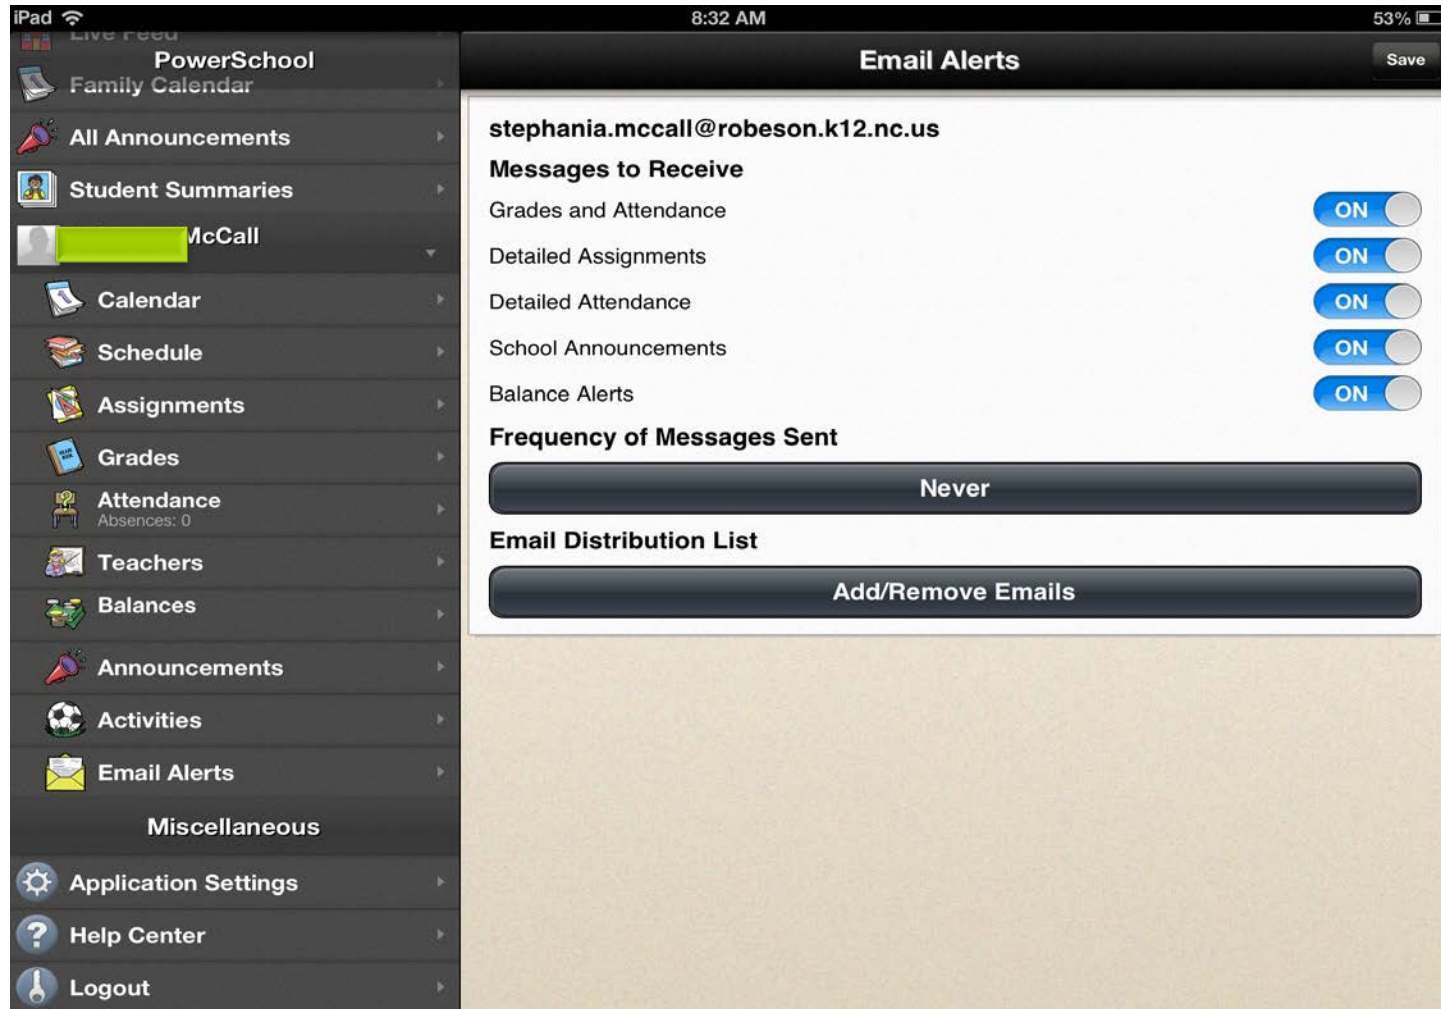 iPad
8:32 AM
53%
Live Feed
PowerSchool
Family Calendar
All Announcements
Student Summaries
McCall
Calendar
Schedule
Assignments
Grades
Attendance
Absences: 0
Teachers
Balances
Announcements
Activities
Email Alerts
Miscellaneous
Application Settings
Help Center
Logout
Email Alerts
Save
stephania.mccall@robeson.k12.nc.us
Messages to Receive
Grades and Attendance ON
Detailed Assignments ON
Detailed Attendance ON
School Announcements ON
Balance Alerts ON
Frequency of Messages Sent
Never
Email Distribution List
Add/Remove Emails